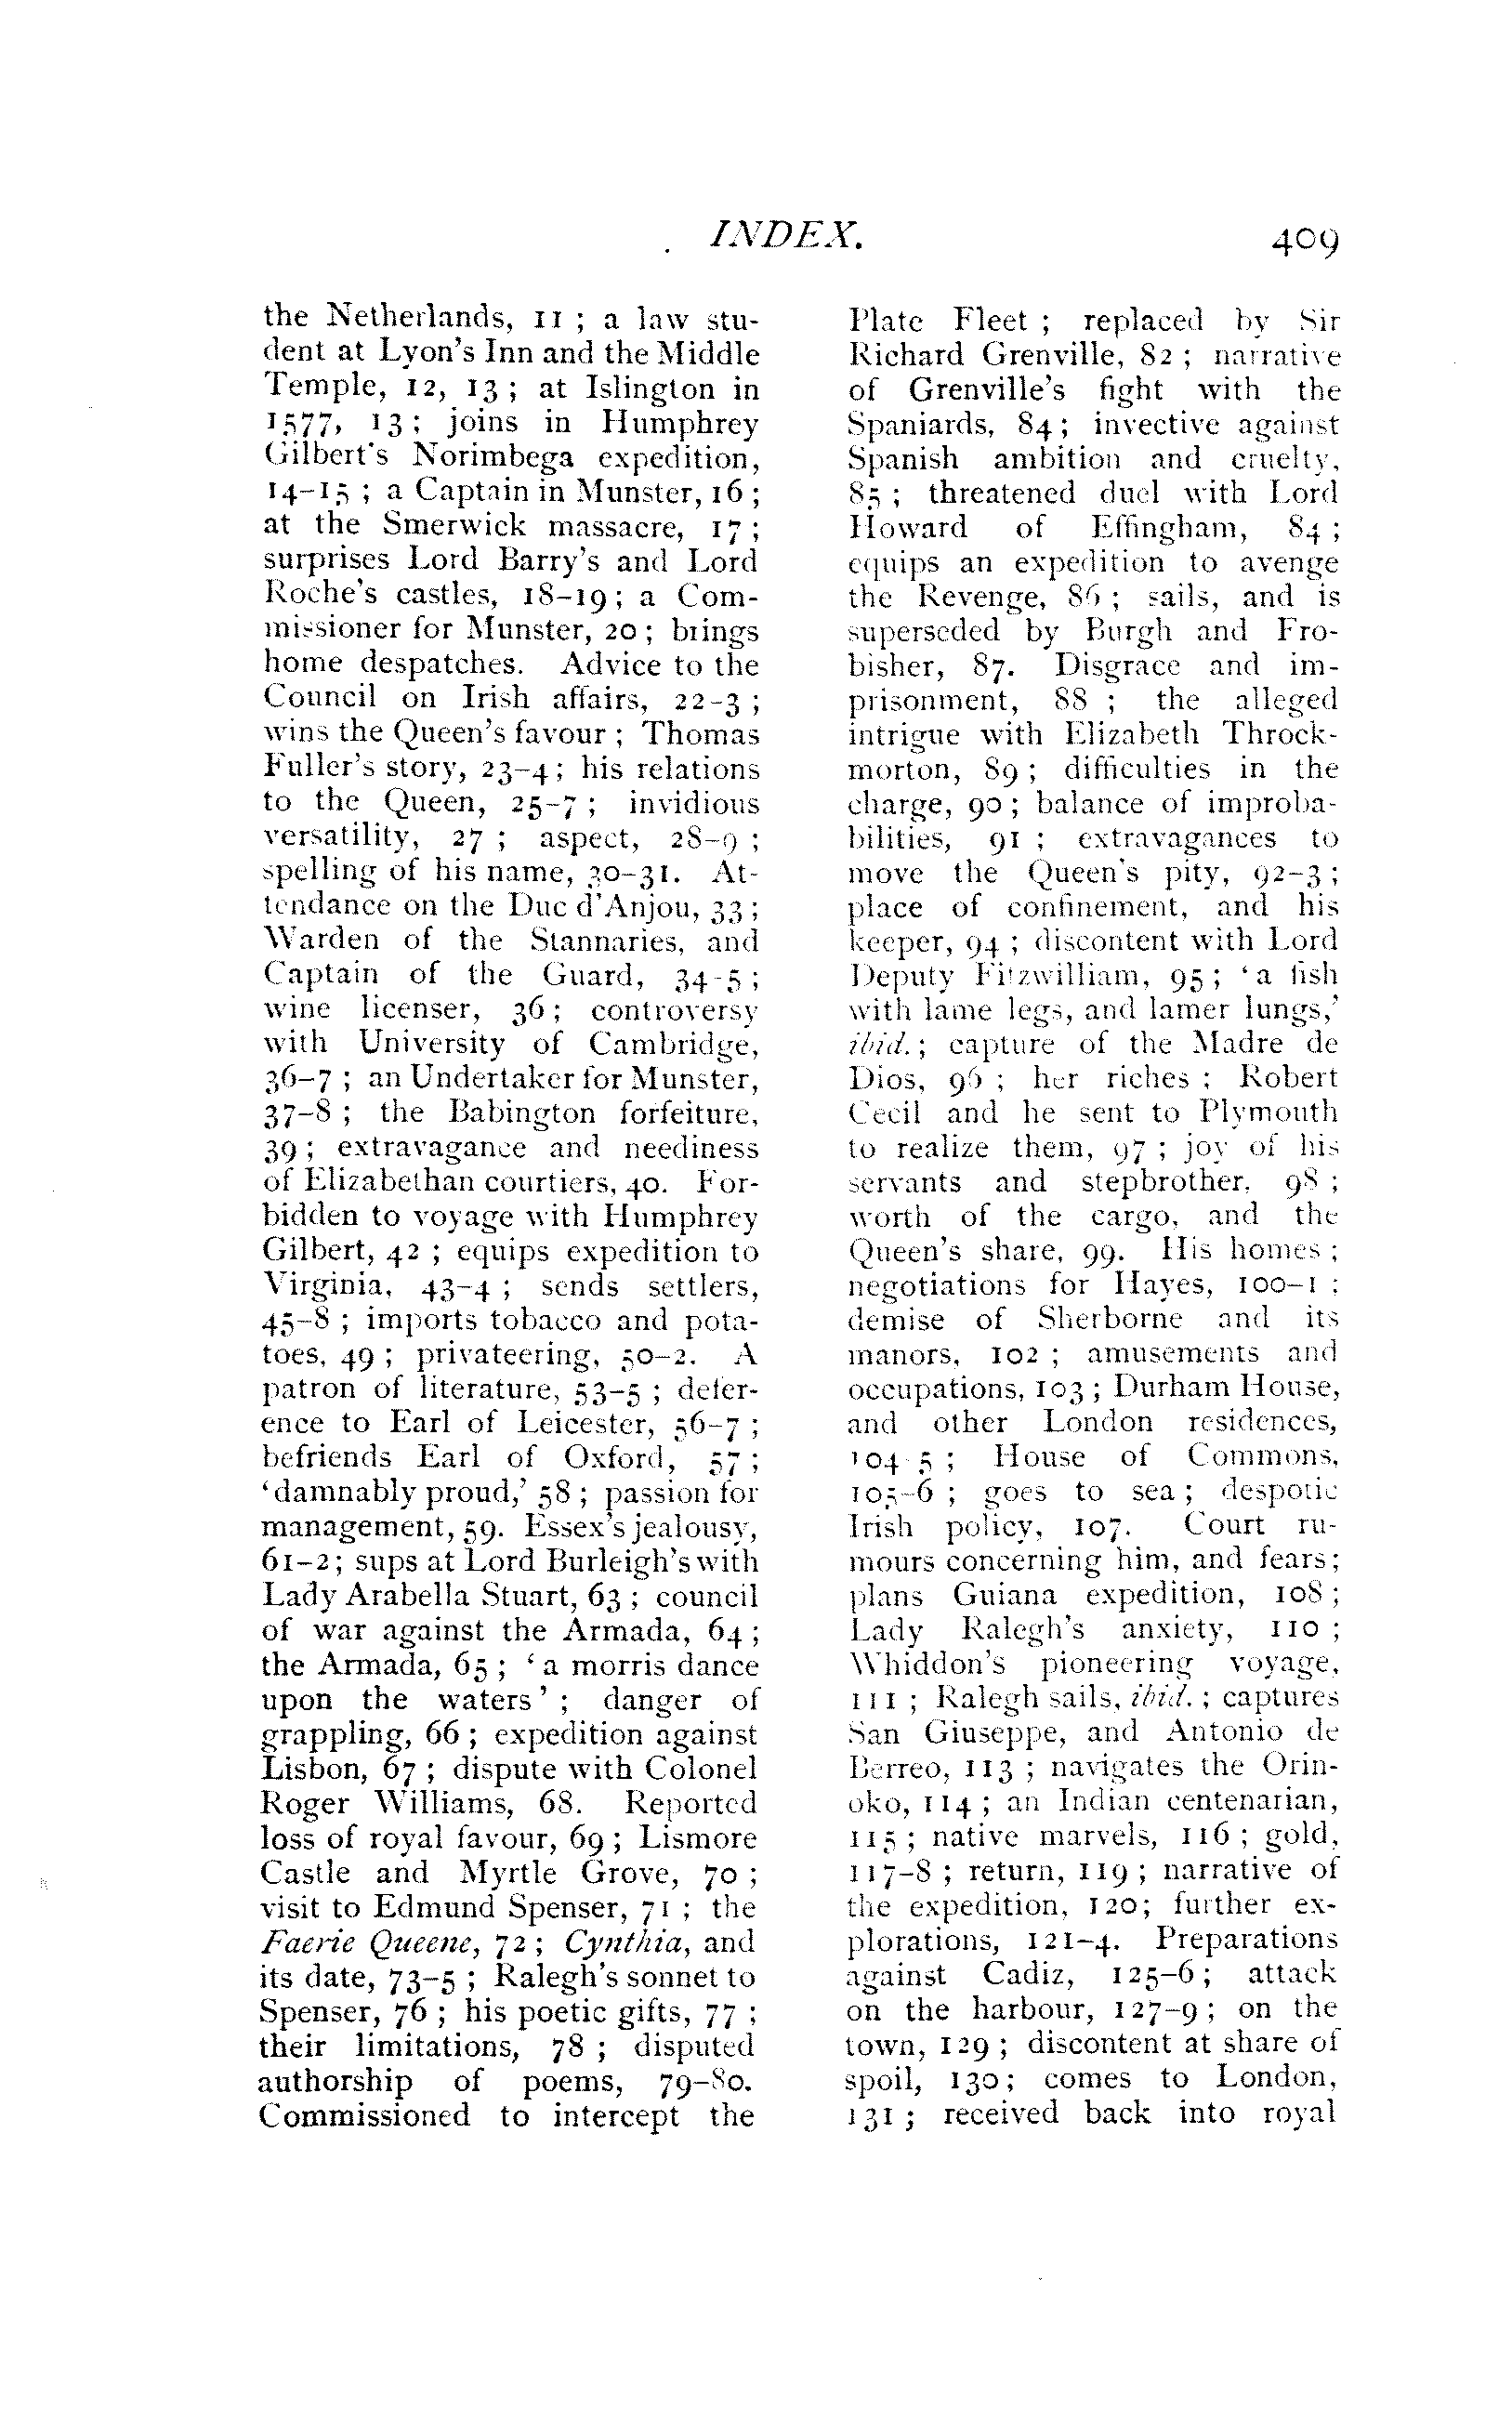 INDEX. 409
the Netherlands, 11 ; a law stu-
dent at Lyon's Inn and the Middle
Temple, 12, 13 ; at Islington in
1577, 13 ; joins in Humphrey
Gilbert's Norimbega expedition,
14–15 ; a Captain in Munster, 16 ;
at the Smerwick massacre, 17 ;
surprises Lord Barry's and Lord
Roche's castles, 18–19 ; a Com-
missioner for Munster, 20 ; brings
home despatches. Advice to the
Council on Irish affairs, 22–3 ;
wins the Queen's favour ; Thomas
Fuller's story, 23–4 ; his relations
to the Queen, 25–7 ; invidious
versatility, 27 ; aspect, 28–9 ;
spelling of his name, 30–31. At-
tendance on the Duc d'Anjou, 33 ;
Warden of the Stannaries, and
Captain of the Guard, 34–5 ;
wine licenser, 36 ; controversy
with University of Cambridge,
36–7 ; an Undertaker for Munster,
37–8 ; the Babington forfeiture,
39 ; extravagance and neediness
of Elizabethan courtiers, 40. For-
bidden to voyage with Humphrey
Gilbert, 42 ; equips expedition to
Virginia, 43–4 ; sends settlers,
45–8 ; imports tobacco and pota-
toes, 49 ; privateering, 50–2. A
patron of literature, 53–5 ; defer-
ence to Earl of Leicester, 56–7 ;
befriends Earl of Oxford, 57 ;
'damnably proud,' 58 ; passion for
management, 59. Essex's jealousy,
61–2 ; sups at Lord Burleigh's with
Lady Arabella Stuart, 63 ; council
of war against the Armada, 64 ;
the Armada, 65 ; 'a morris dance
upon the waters' ; danger of
grappling, 66 ; expedition against
Lisbon, 67 ; dispute with Colonel
Roger Williams, 68. Reported
loss of royal favour, 69 ; Lismore
Castle and Myrtle Grove, 70 ;
visit to Edmund Spenser, 71 ; the
Faerie Queene, 72 ; Cynthia, and
its date, 73–5 ; Ralegh's sonnet to
Spenser, 76 ; his poetic gifts, 77 ;
their limitations, 78 ; disputed
authorship of poems, 79–80.
Commissioned to intercept the
Plate Fleet ; replaced by Sir
Richard Grenville, 82 ; narrative
of Grenville's fight with the
Spaniards, 84 ; invective against
Spanish ambition and cruelty,
85 ; threatened duel with Lord
Howard of Effingham, 84 ;
equips an expedition to avenge
the Revenge, 86 ; sails, and is
superseded by Burgh and Fro-
bisher, 87. Disgrace and im-
prisonment, 88 ; the alleged
intrigue with Elizabeth Throck-
morton, 89 ; difficulties in the
charge, 90 ; balance of improba-
bilities, 91 ; extravagances to
move the Queen's pity, 92–3 ;
place of confinement, and his
keeper, 94 ; discontent with Lord
Deputy Fitzwilliam, 95 ; 'a fish
with lame legs, and lamer lungs,'
ibid. ; capture of the Madre de
Dios, 96 ; her riches ; Robert
Cecil and he sent to Plymouth
to realize them, 97 ; joy of his
servants and stepbrother, 98 ;
worth of the cargo, and the
Queen's share, 99. His homes ;
negotiations for Hayes, 100–1 ;
demise of Sherborne and its
manors, 102 ; amusements and
occupations, 103 ; Durham House,
and other London residences,
104–5 ; House of Commons,
105–6 ; goes to sea ; despotic
Irish policy, 107. Court ru-
mours concerning him, and fears ;
plans Guiana expedition, 108 ;
Lady Ralegh's anxiety, 110 ;
Whiddon's pioneering voyage,
111 ; Ralegh sails, ibid. ; captures
San Giuseppe, and Antonio de
Berreo, 113 ; navigates the Orin-
oko, 114 ; an Indian centenarian,
115 ; native marvels, 116 ; gold,
117–8 ; return, 119 ; narrative of
the expedition, 120 ; further ex-
plorations, 121–4. Preparations
against Cadiz, 125–6 ; attack
on the harbour, 127–9 ; on the
town, 129 ; discontent at share of
spoil, 130 ; comes to London,
131 ; received back into royal